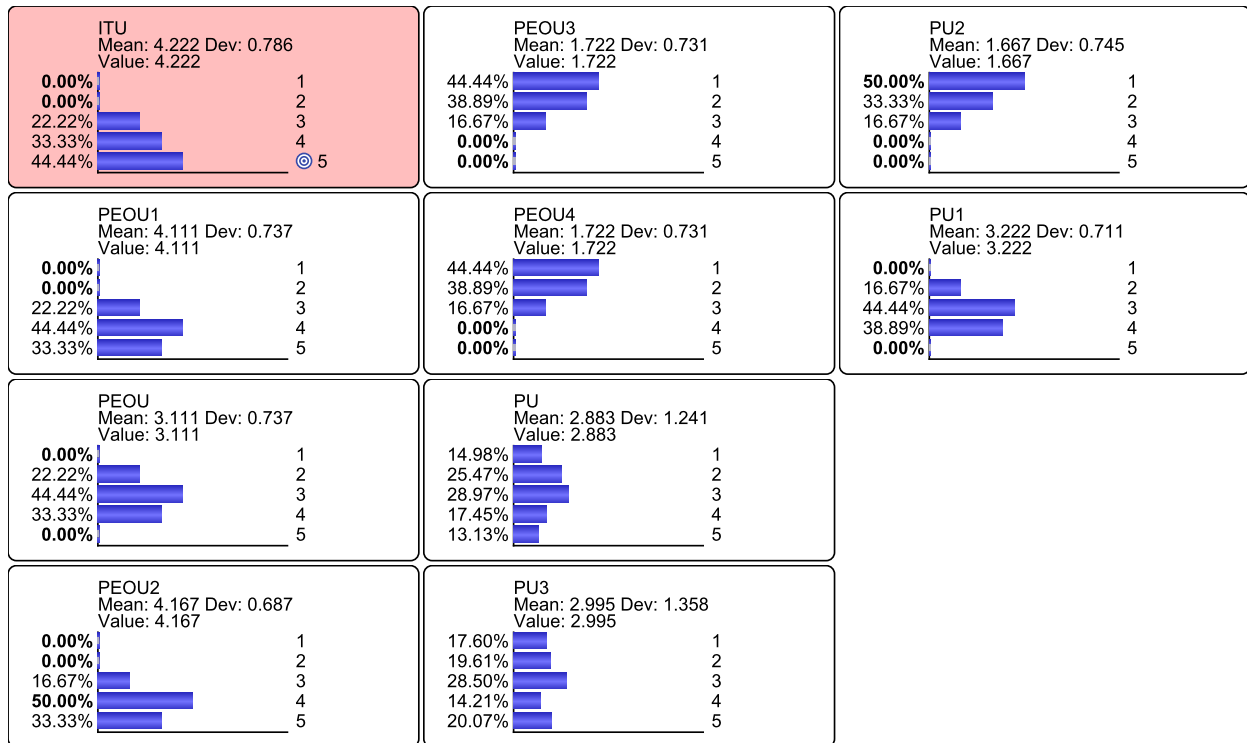 ITU
Mean: 4.222 Dev: 0.786
Value: 4.222
0.00% 1
0.00% 2
22.22% 3
33.33% 4
44.44% 5
PEOU3
Mean: 1.722 Dev: 0.731
Value: 1.722
44.44% 1
38.89% 2
16.67% 3
0.00% 4
0.00% 5
PU2
Mean: 1.667 Dev: 0.745
Value: 1.667
50.00% 1
33.33% 2
16.67% 3
0.00% 4
0.00% 5
PEOU1
Mean: 4.111 Dev: 0.737
Value: 4.111
0.00% 1
0.00% 2
22.22% 3
44.44% 4
33.33% 5
PEOU4
Mean: 1.722 Dev: 0.731
Value: 1.722
44.44% 1
38.89% 2
16.67% 3
0.00% 4
0.00% 5
PU1
Mean: 3.222 Dev: 0.711
Value: 3.222
0.00% 1
16.67% 2
44.44% 3
38.89% 4
0.00% 5
PEOU
Mean: 3.111 Dev: 0.737
Value: 3.111
0.00% 1
22.22% 2
44.44% 3
33.33% 4
0.00% 5
PU
Mean: 2.883 Dev: 1.241
Value: 2.883
14.98% 1
25.47% 2
28.97% 3
17.45% 4
13.13% 5
PEOU2
Mean: 4.167 Dev: 0.687
Value: 4.167
0.00% 1
0.00% 2
16.67% 3
50.00% 4
33.33% 5
PU3
Mean: 2.995 Dev: 1.358
Value: 2.995
17.60% 1
19.61% 2
28.50% 3
14.21% 4
20.07% 5